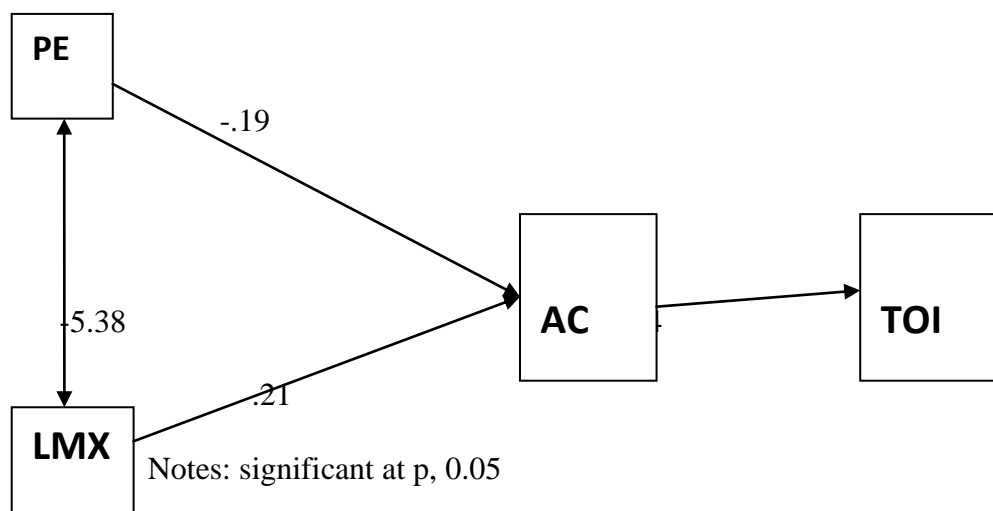 PE
-.19
AC
TOI
-5.38
.21
LMX
Notes: significant at p, 0.05